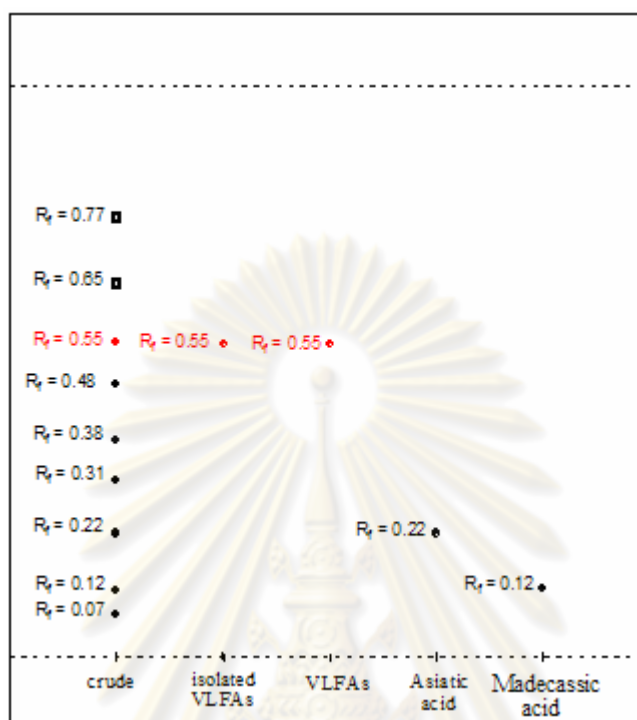 Rf = 0.77
Rf = 0.65
Rf = 0.55 Rf = 0.55 Rf = 0.55
Rf = 0.48
Rf = 0.38
Rf = 0.31
Rf = 0.22 Rf = 0.22
Rf = 0.12 Rf = 0.12
Rf = 0.07
crude isolated VLFAs Asiatic Madecassic
VLFAs acid acid